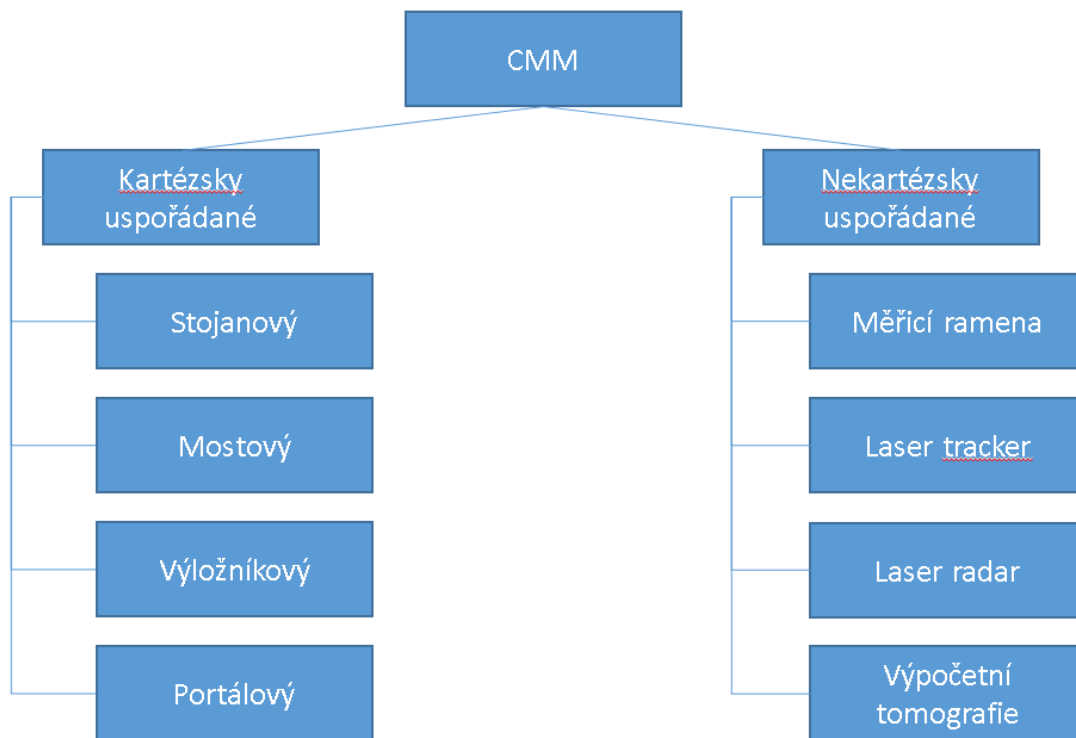 CMM
Kartézsky
uspořádané
Stojanový
Mostový
Výložníkový
Portálový
Nekartézsky
uspořádané
Měřicí ramena
Laser tracker
Laser radar
Výpočetní
tomografie